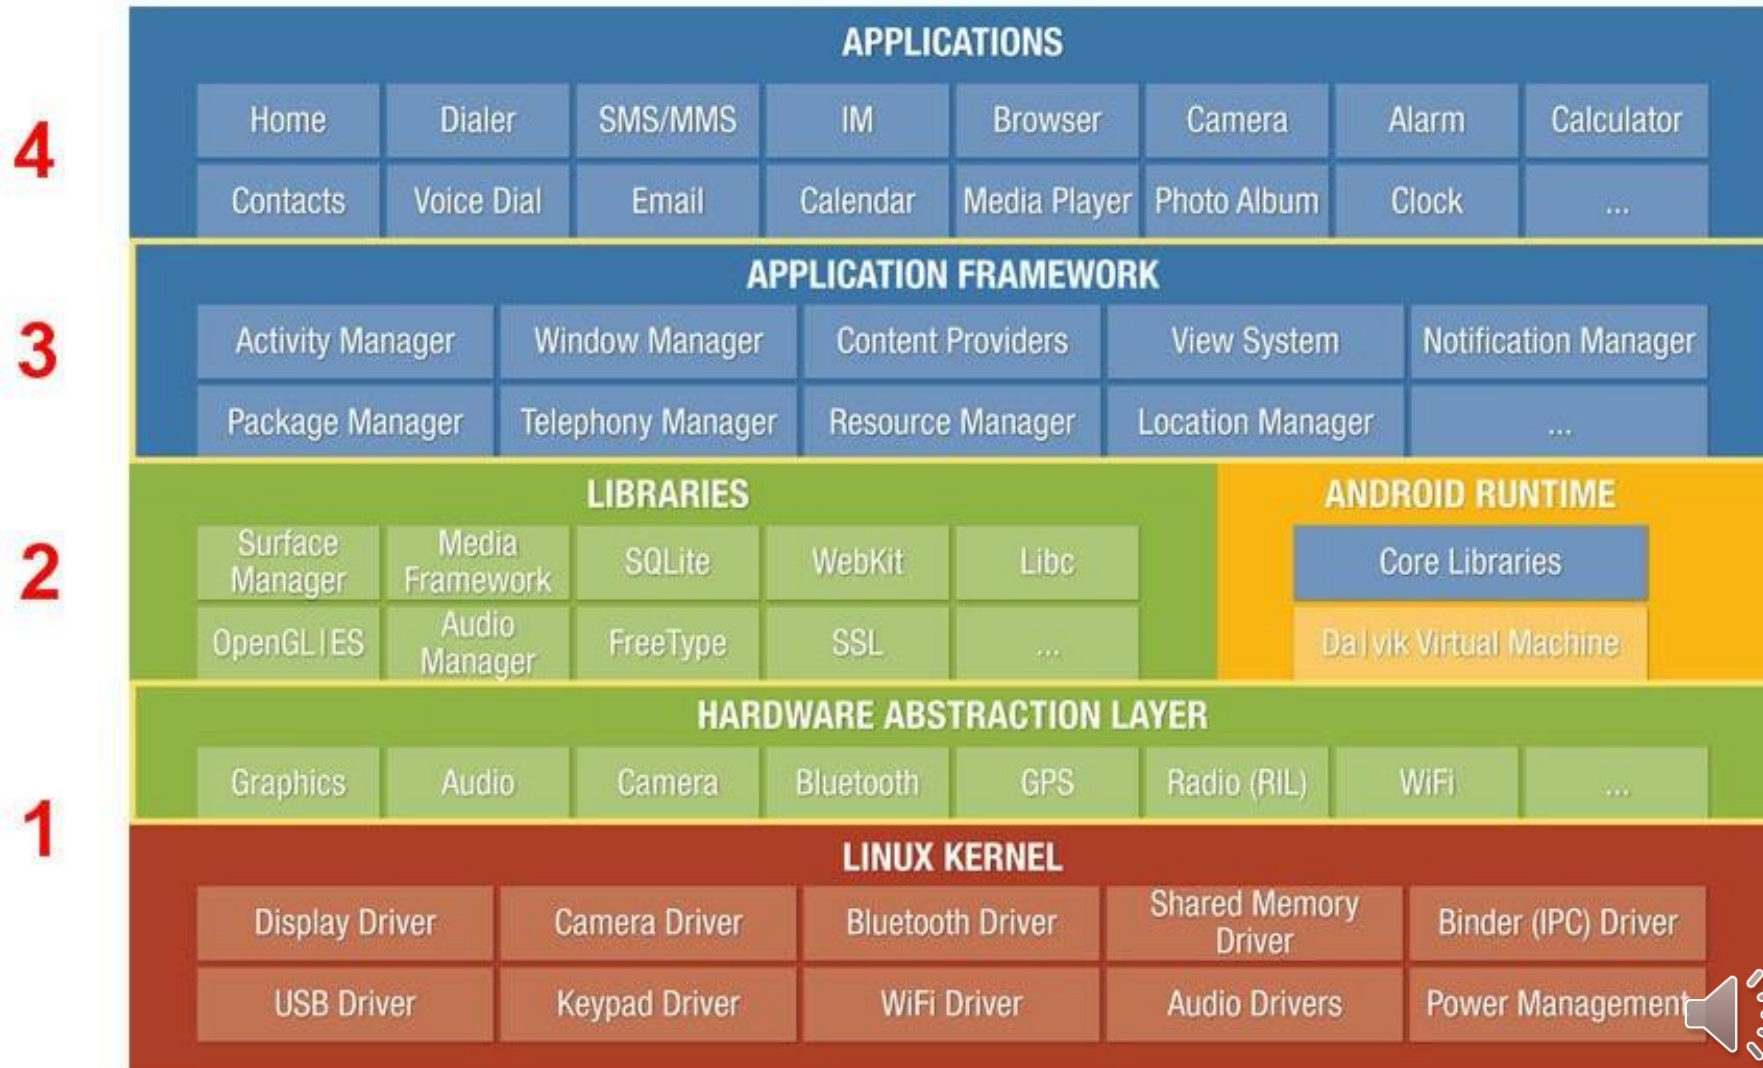 APPLICATIONS
4
Home Dialer SMS/MMS IM Browser Camera Alarm Calculator
Contacts Voice Dial Email Calendar Media Player Photo Album Clock ...
3
APPLICATION FRAMEWORK
Activity Manager Window Manager Content Providers View System Notification Manager
Package Manager Telephony Manager Resource Manager Location Manager ...
2
LIBRARIES
Surface Manager Media Framework SQLite WebKit Libc
OpenGL|ES Audio Manager FreeType SSL ...
ANDROID RUNTIME
Core Libraries
Dalvik Virtual Machine
1
HARDWARE ABSTRACTION LAYER
Graphics Audio Camera Bluetooth GPS Radio (RIL) WiFi ...
LINUX KERNEL
Display Driver Camera Driver Bluetooth Driver Shared Memory Driver Binder (IPC) Driver
USB Driver Keypad Driver WiFi Driver Audio Drivers Power Management